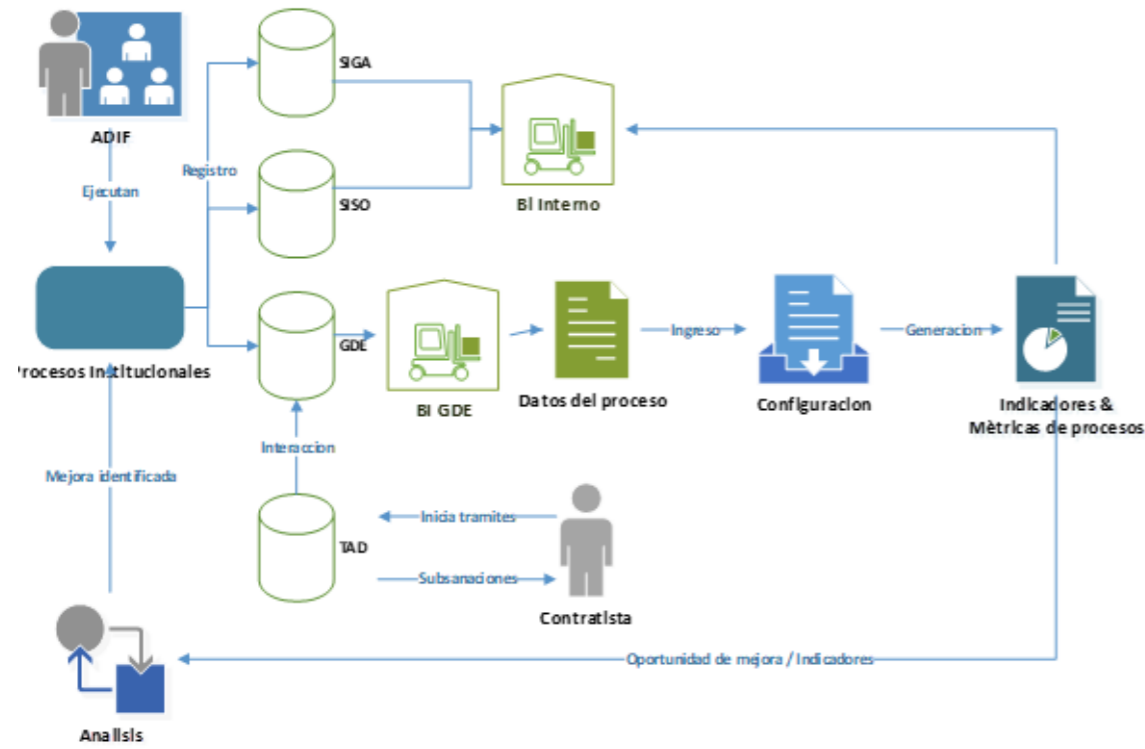 SIGA
ADIF
Registro
Ejecutan
SISO
BI Interno
GDE
Ingreso
Generacion
Procesos Institucionales
BI GDE
Datos del proceso
Configuracion
Indicadores &
Mètricas de procesos
Interaccion
Mejora identificada
Inicia tramites
TAD
Subsanaciones
Contratista
Oportunidad de mejora / Indicadores
Analisis